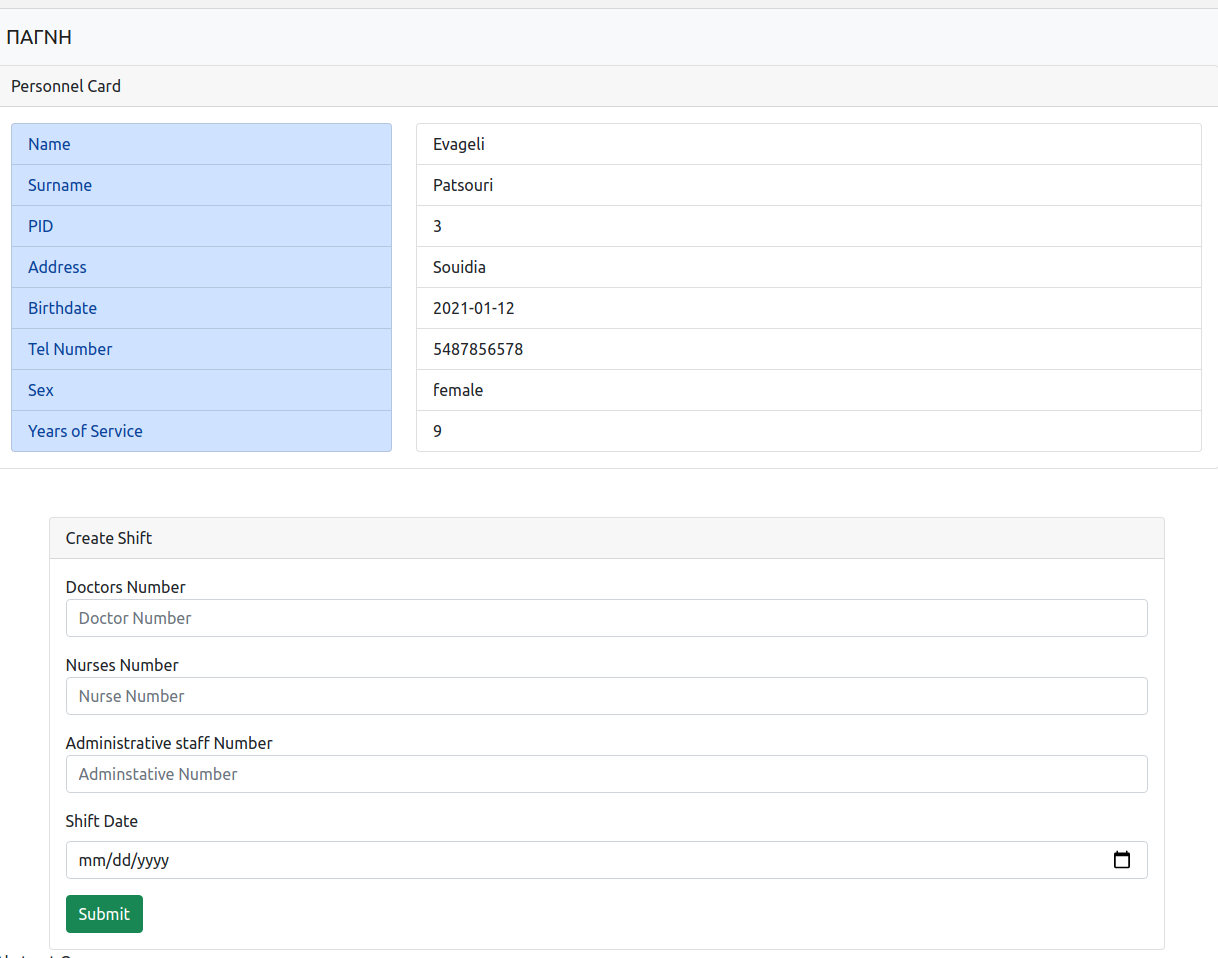 ΠΑΓΝΗ
Personnel Card
Name Evageli
Surname Patsouri
PID 3
Address Souidia
Birthdate 2021-01-12
Tel Number 5487856578
Sex female
Years of Service 9
Create Shift
Doctors Number
Doctor Number
Nurses Number
Nurse Number
Administrative staff Number
Adminstative Number
Shift Date
mm/dd/yyyy
Submit